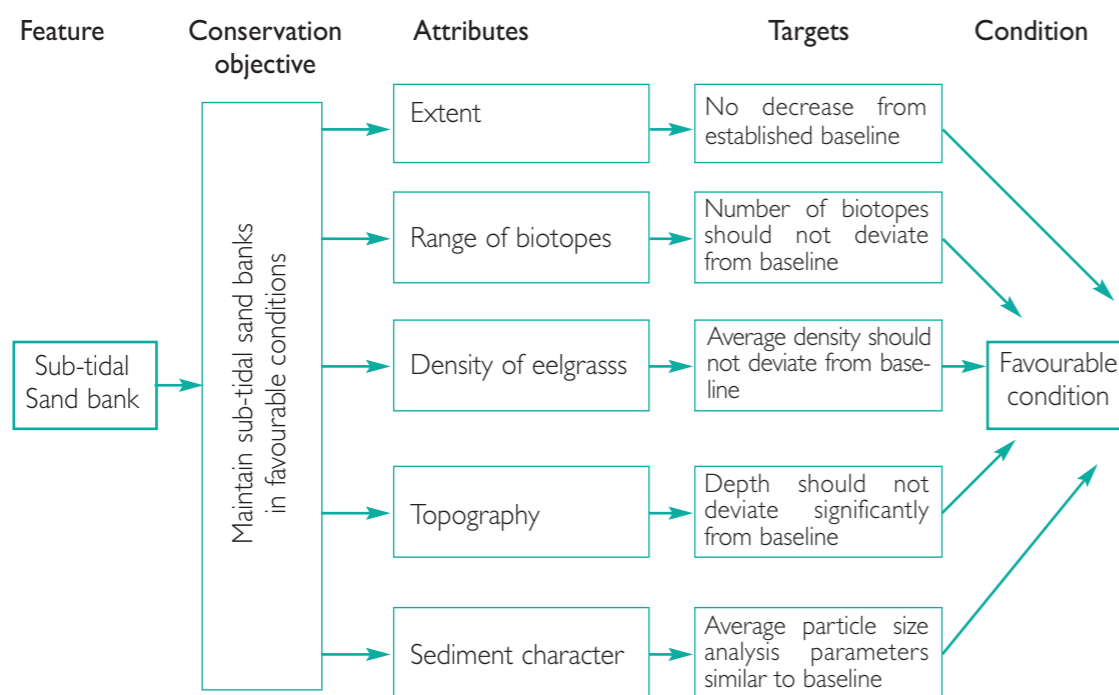 Feature
Conservation
objective
Attributes
Targets
Condition
Sub-tidal
Sand bank
Maintain sub-tidal sand banks
in favourable conditions
Extent
No decrease from
established baseline
Range of biotopes
Number of biotopes
should not deviate
from baseline
Density of eelgrasss
Average density should
not deviate from base-
line
Topography
Depth should not
deviate significantly
from baseline
Sediment character
Average particle size
analysis parameters
similar to baseline
Favourable
condition